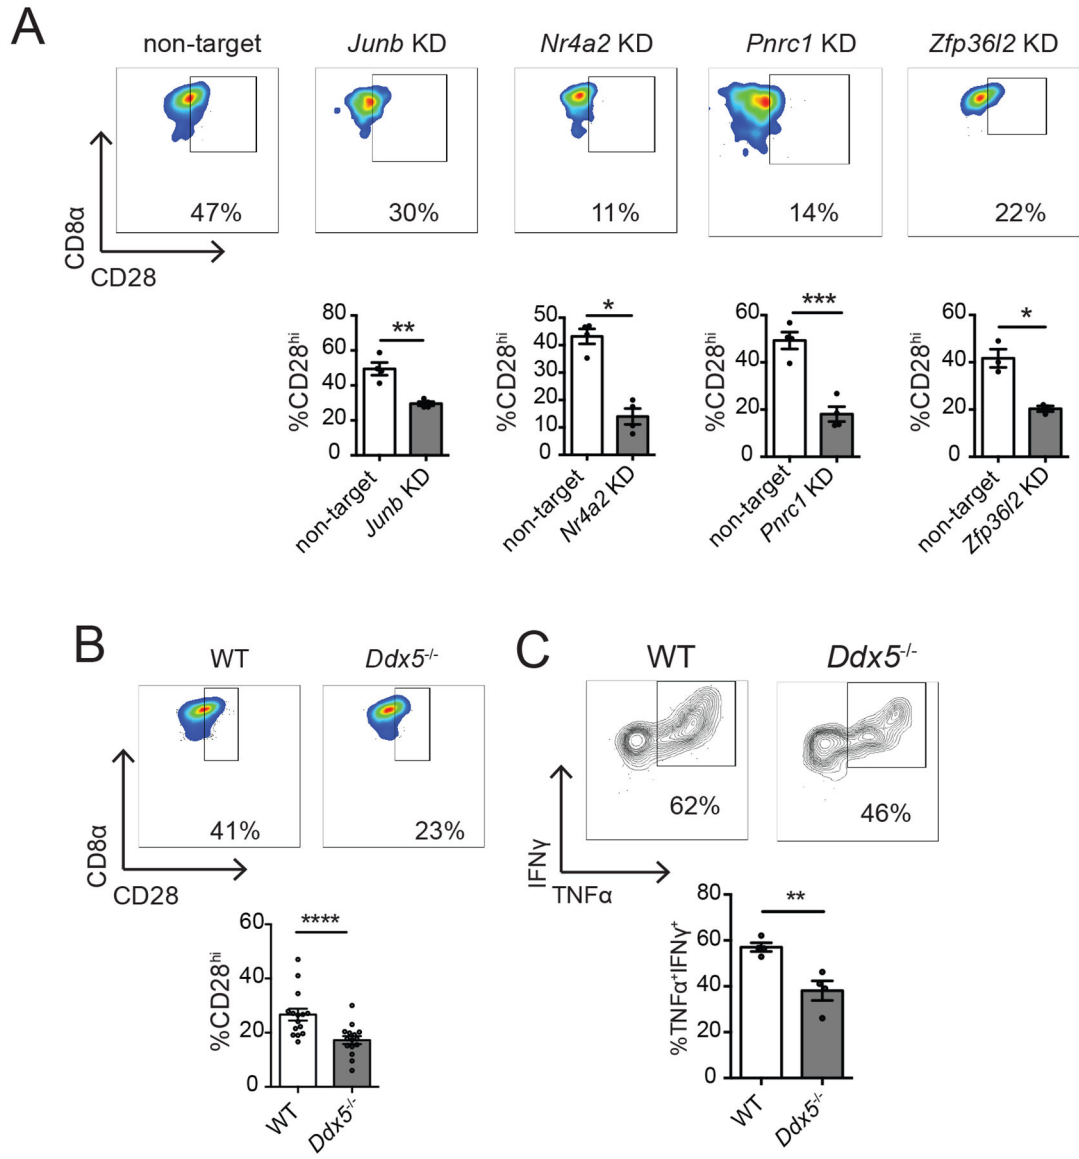 A
non-target
Junb KD
Nr4a2 KD
Pnrc1 KD
Zfp36l2 KD
CD8α
CD28
47%
30%
11%
14%
22%
%CD28hi
80
60
40
20
0
**
non-target
Junb KD
%CD28hi
50
40
30
20
10
0
*
non-target
Nr4a2 KD
%CD28hi
60
40
20
0
***
non-target
Pnrc1 KD
%CD28hi
60
40
20
0
*
non-target
Zfp36l2 KD
B
WT
Ddx5-/-
CD8α
CD28
41%
23%
%CD28hi
60
40
20
0
****
WT
Ddx5-/-
C
WT
Ddx5-/-
IFNγ
TNFα
62%
46%
%TNFα+IFNγ+
80
60
40
20
0
**
WT
Ddx5-/-